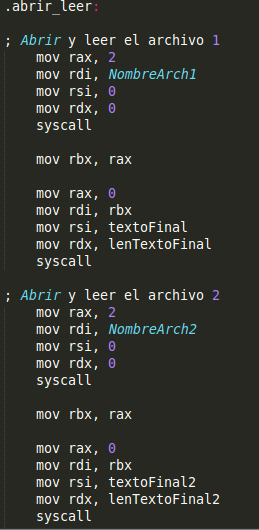 .abrir_leer:
; Abrir y leer el archivo 1
mov rax, 2
mov rdi, NombreArch1
mov rsi, 0
mov rdx, 0
syscall
mov rbx, rax
mov rax, 0
mov rdi, rbx
mov rsi, textoFinal
mov rdx, lenTextoFinal
syscall
; Abrir y leer el archivo 2
mov rax, 2
mov rdi, NombreArch2
mov rsi, 0
mov rdx, 0
syscall
mov rbx, rax
mov rax, 0
mov rdi, rbx
mov rsi, textoFinal2
mov rdx, lenTextoFinal2
syscall